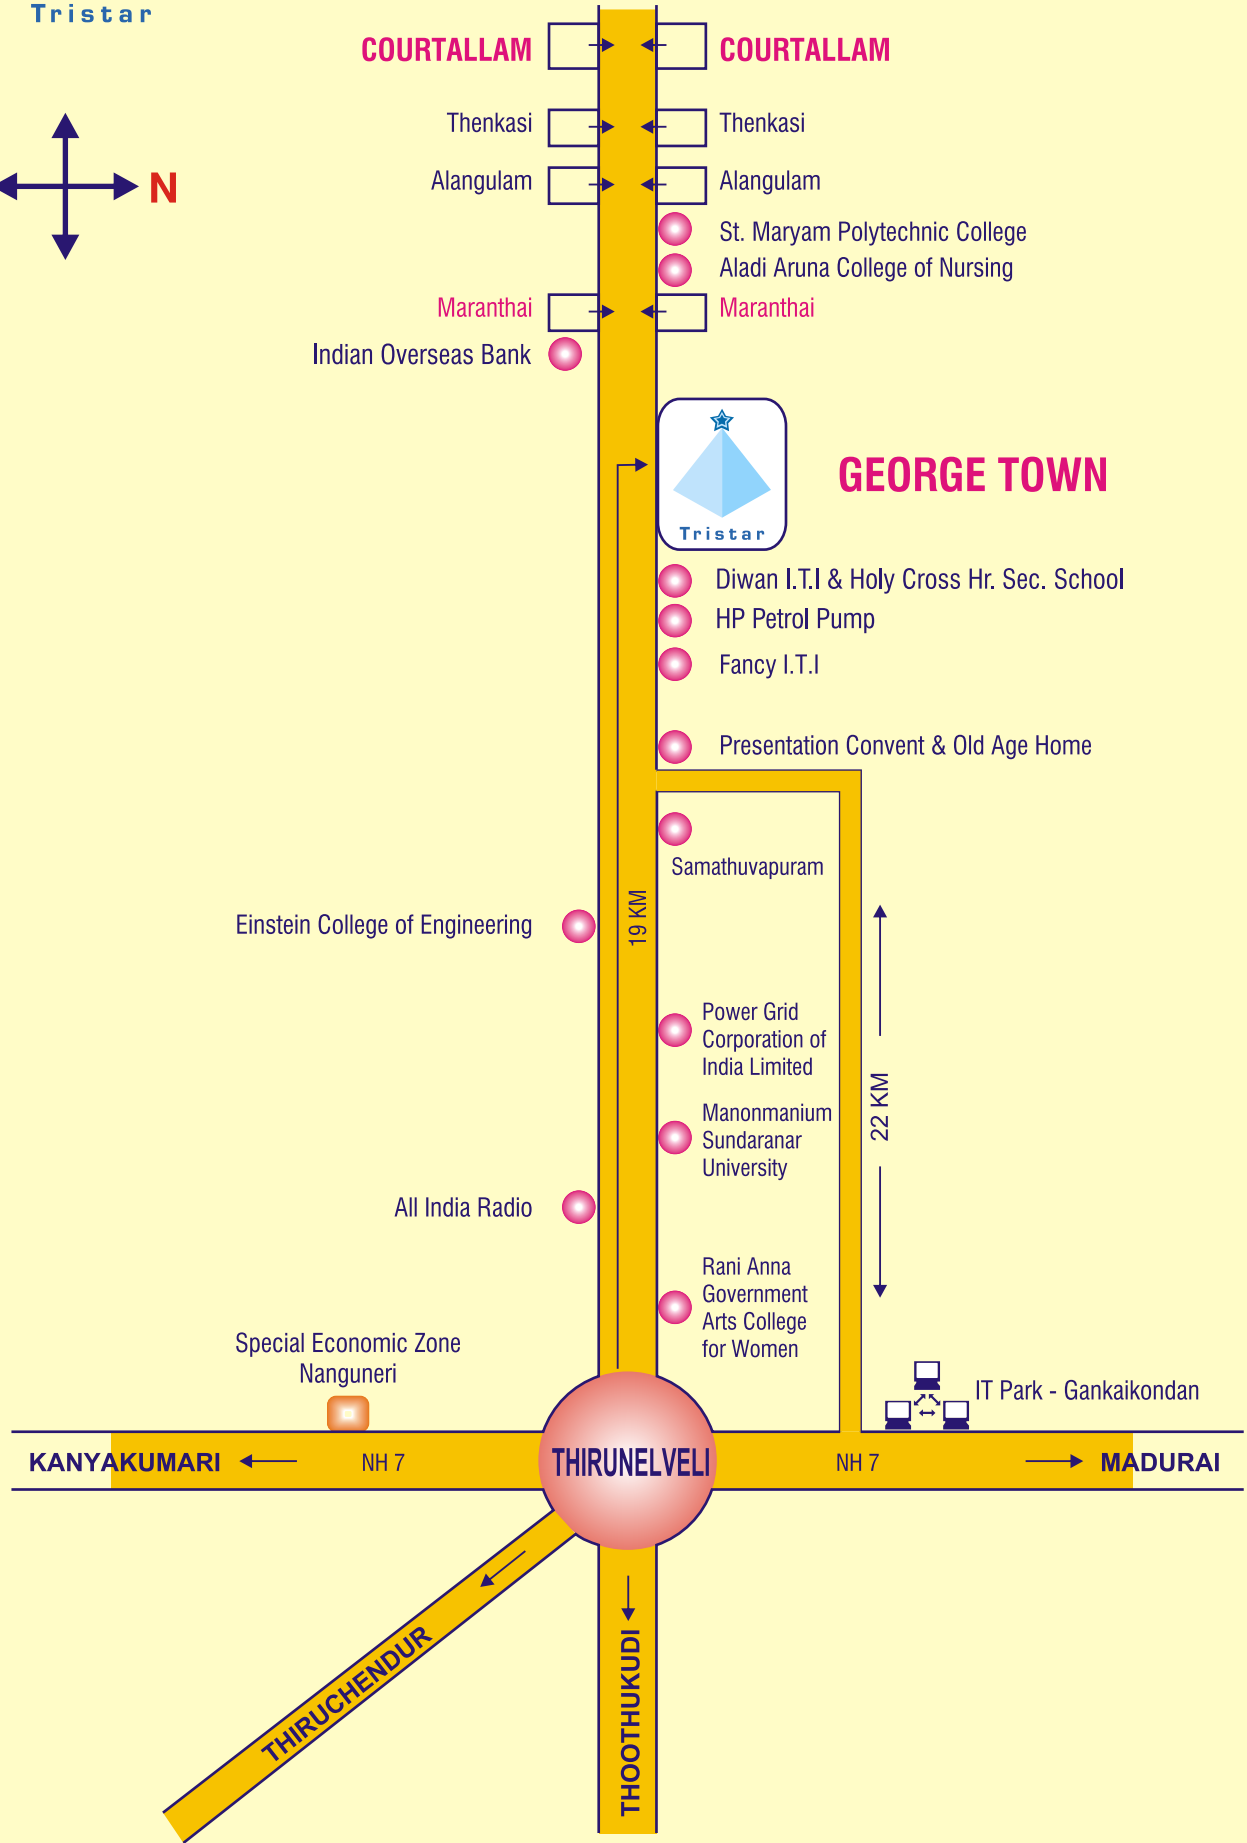 Tristar
COURTALLAM
COURTALLAM
Thenkasi
Thenkasi
N
Alangulam
Alangulam
St. Maryam Polytechnic College
Aladi Aruna College of Nursing
Maranthai
Maranthai
Indian Overseas Bank
GEORGE TOWN
Tristar
Diwan I.T.I & Holy Cross Hr. Sec. School
HP Petrol Pump
Fancy I.T.I
Presentation Convent & Old Age Home
Samathuvapuram
19 KM
Einstein College of Engineering
Power Grid
Corporation of
India Limited
22 KM
Manonmanium
Sundaranar
University
All India Radio
Rani Anna
Government
Arts College
for Women
Special Economic Zone
Nanguneri
IT Park - Gankaikondan
KANYAKUMARI
NH 7
THIRUNELVELI
NH 7
MADURAI
THIRUCHENDUR
THOOTHUKUDI